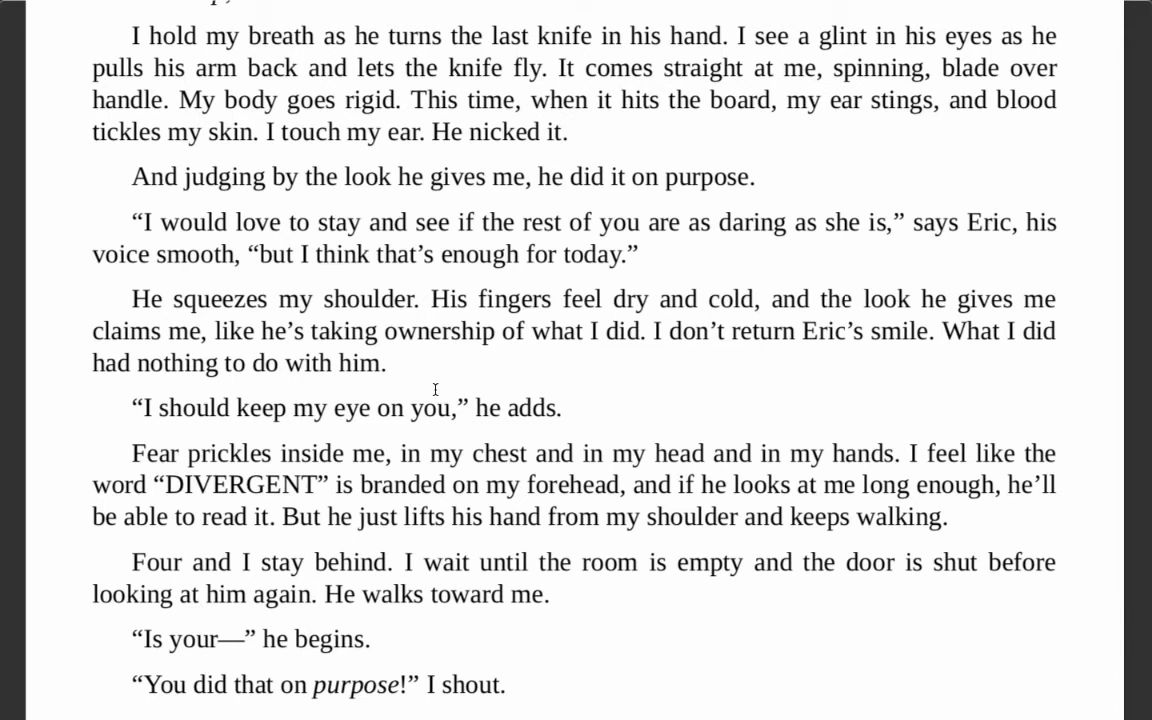 I hold my breath as he turns the last knife in his hand. I see a glint in his eyes as he
pulls his arm back and lets the knife fly. It comes straight at me, spinning, blade over
handle. My body goes rigid. This time, when it hits the board, my ear stings, and blood
tickles my skin. I touch my ear. He nicked it.
And judging by the look he gives me, he did it on purpose.
“I would love to stay and see if the rest of you are as daring as she is,” says Eric, his
voice smooth, “but I think that’s enough for today.”
He squeezes my shoulder. His fingers feel dry and cold, and the look he gives me
claims me, like he’s taking ownership of what I did. I don’t return Eric’s smile. What I did
had nothing to do with him.
“I should keep my eye on you,” he adds.
Fear prickles inside me, in my chest and in my head and in my hands. I feel like the
word “DIVERGENT” is branded on my forehead, and if he looks at me long enough, he’ll
be able to read it. But he just lifts his hand from my shoulder and keeps walking.
Four and I stay behind. I wait until the room is empty and the door is shut before
looking at him again. He walks toward me.
“Is your—” he begins.
“You did that on purpose!” I shout.